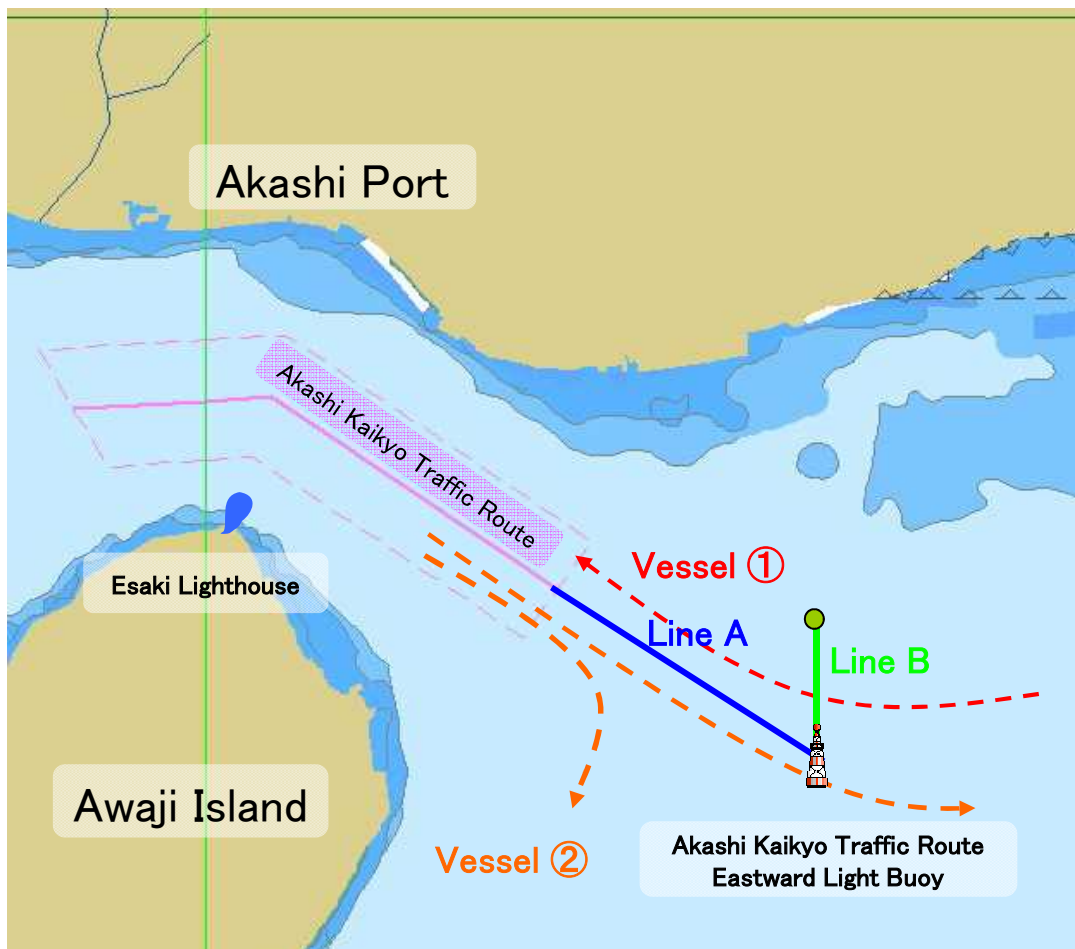 Akashi Port
Akashi Kaikyo Traffic Route
Esaki Lighthouse
Vessel ①
Line A
Line B
Awaji Island
Vessel ②
Akashi Kaikyo Traffic Route
Eastward Light Buoy